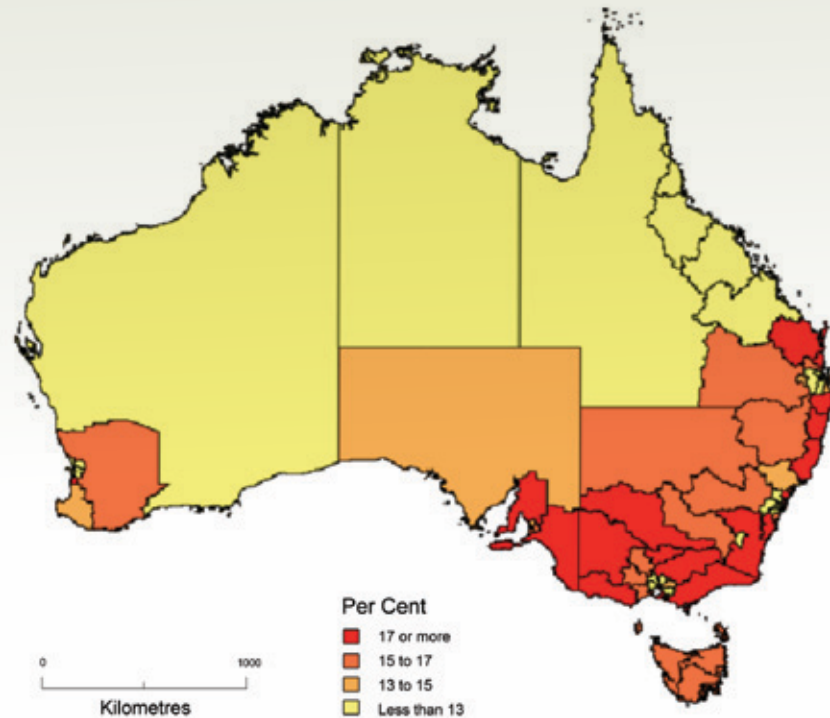 Per Cent
17 or more
15 to 17
13 to 15
Less than 13
0 1000
Kilometres